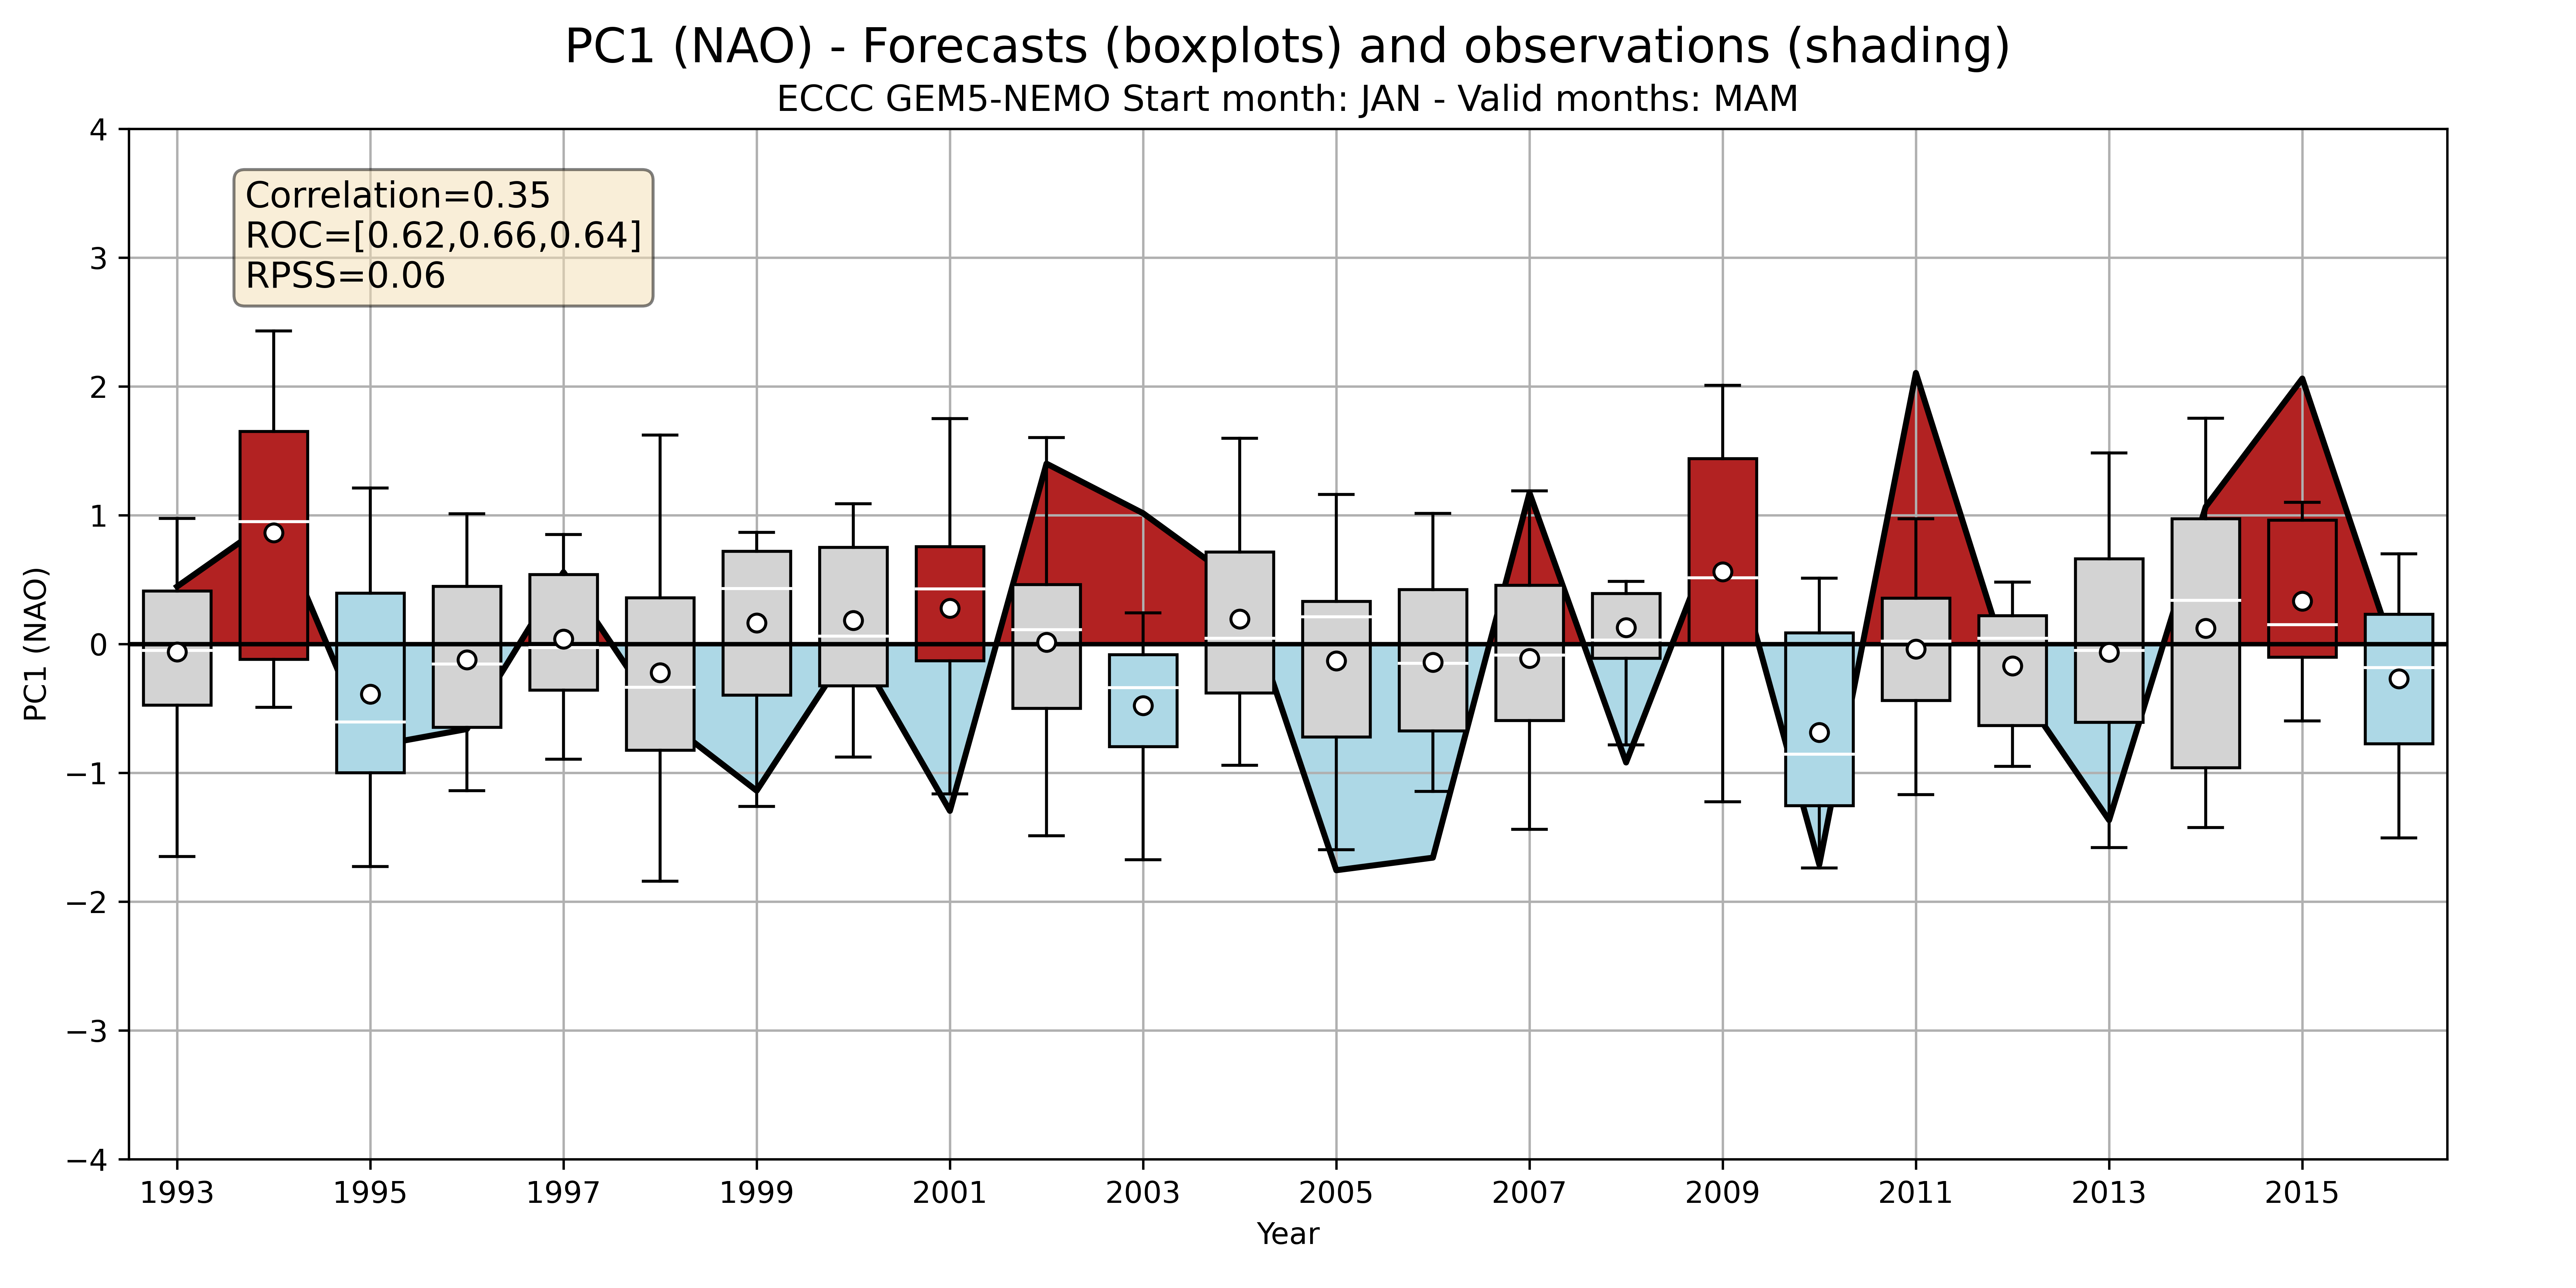 PC1 (NAO) - Forecasts (boxplots) and observations (shading)
ECCC GEM5-NEMO Start month: JAN - Valid months: MAM
Correlation=0.35
ROC=[0.62,0.66,0.64]
RPSS=0.06
PC1 (NAO)
4
3
2
1
0
−1
−2
−3
−4
1993 1995 1997 1999 2001 2003 2005 2007 2009 2011 2013 2015
Year